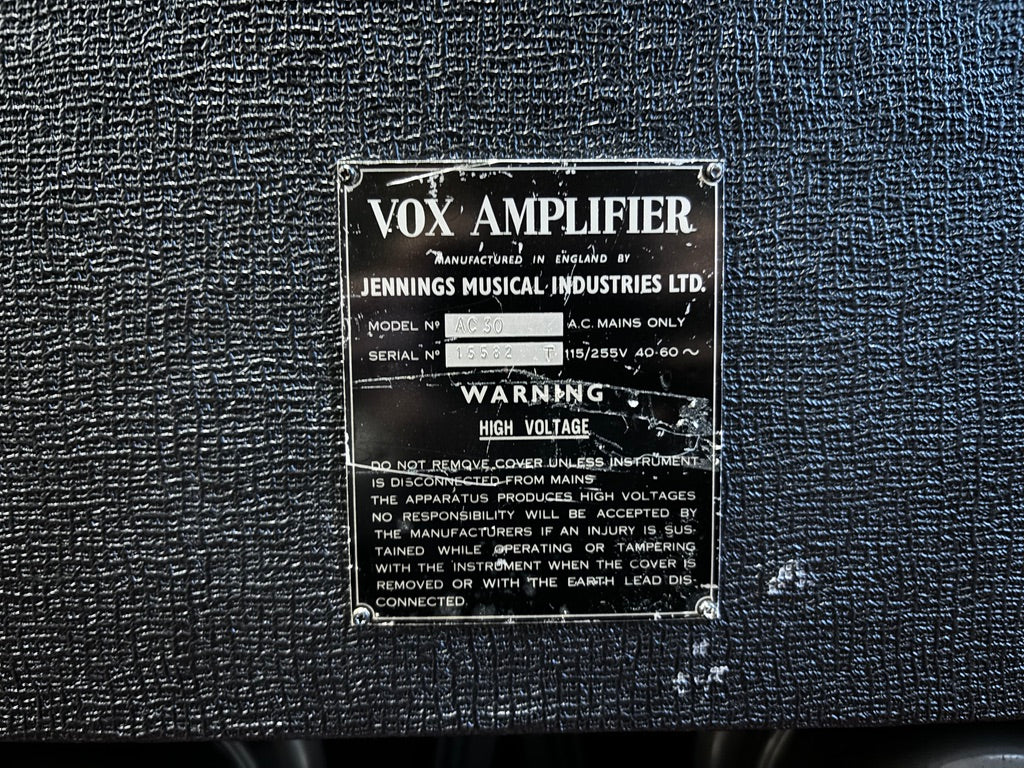 VOX AMPLIFIER
MANUFACTURED IN ENGLAND BY
JENNINGS MUSICAL INDUSTRIES LTD.
MODEL Nº AC 30 A.C. MAINS ONLY
SERIAL Nº 15582 T 115/255V 40-60 ~
WARNING
HIGH VOLTAGE
DO NOT REMOVE COVER UNLESS INSTRUMENT
IS DISCONNECTED FROM MAINS
THE APPARATUS PRODUCES HIGH VOLTAGES
NO RESPONSIBILITY WILL BE ACCEPTED BY
THE MANUFACTURERS IF AN INJURY IS SUS-
TAINED WHILE OPERATING OR TAMPERING
WITH THE INSTRUMENT WHEN THE COVER IS
REMOVED OR WITH THE EARTH LEAD DIS-
CONNECTED.